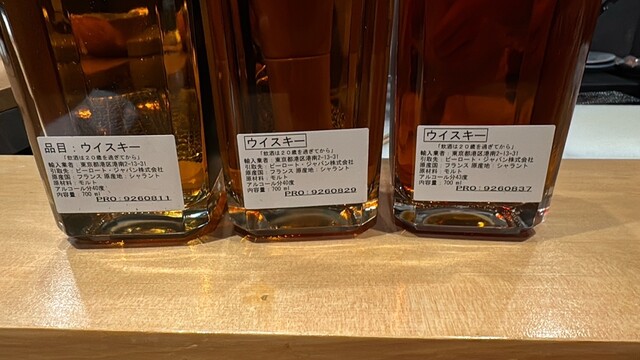 品目：ウイスキー
「飲酒は２０歳を過ぎてから」
輸入業者：東京都港区港南2-13-31
引取先：ピーロート・ジャパン株式会社
原産国：フランス 原産地：シャラント
原材料：モルト
アルコール分40度
内容量：700 ml
PRO:9260811
ウイスキー
「飲酒は２０歳を過ぎてから」
輸入業者：東京都港区港南2-13-31
引取先：ピーロート・ジャパン株式会社
原産国：フランス 原産地：シャラント
原材料：モルト
アルコール分40度
内容量：700 ml
PRO:9260829
ウイスキー
「飲酒は２０歳を過ぎてから」
輸入業者：東京都港区港南2-13-31
引取先：ピーロート・ジャパン株式会社
原産国：フランス 原産地：シャラント
原材料：モルト
アルコール分43度
内容量：700 ml
PRO:9260837